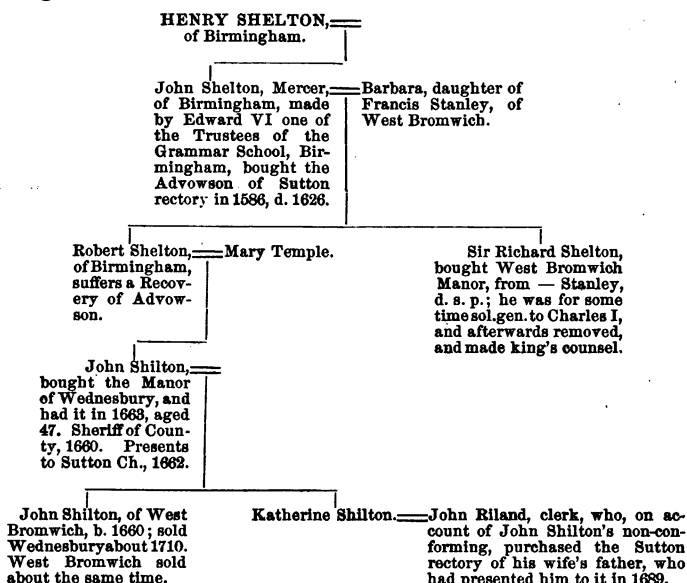 HENRY SHELTON,
of Birmingham.
John Shelton, Mercer,
of Birmingham, made
by Edward VI one of
the Trustees of the
Grammar School, Bir-
mingham, bought the
Advowson of Sutton
rectory in 1586, d. 1626.
Barbara, daughter of
Francis Stanley, of
West Bromwich.
Robert Shelton,
of Birmingham,
suffers a Recov-
ery of Advow-
son.
Mary Temple.
Sir Richard Shelton,
bought West Bromwich
Manor, from — Stanley,
d. s. p.; he was for some
time sol. gen. to Charles I,
and afterwards removed,
and made king's counsel.
John Shilton,
bought the Manor
of Wednesbury, and
had it in 1663, aged
47. Sheriff of Coun-
ty, 1660. Presents
to Sutton Ch., 1662.
John Shilton, of West
Bromwich, b. 1660; sold
Wednesbury about 1710.
West Bromwich sold
about the same time.
Katherine Shilton.
John Riland, clerk, who, on ac-
count of John Shilton's non-con-
forming, purchased the Sutton
rectory of his wife's father, who
had presented him to it in 1689.